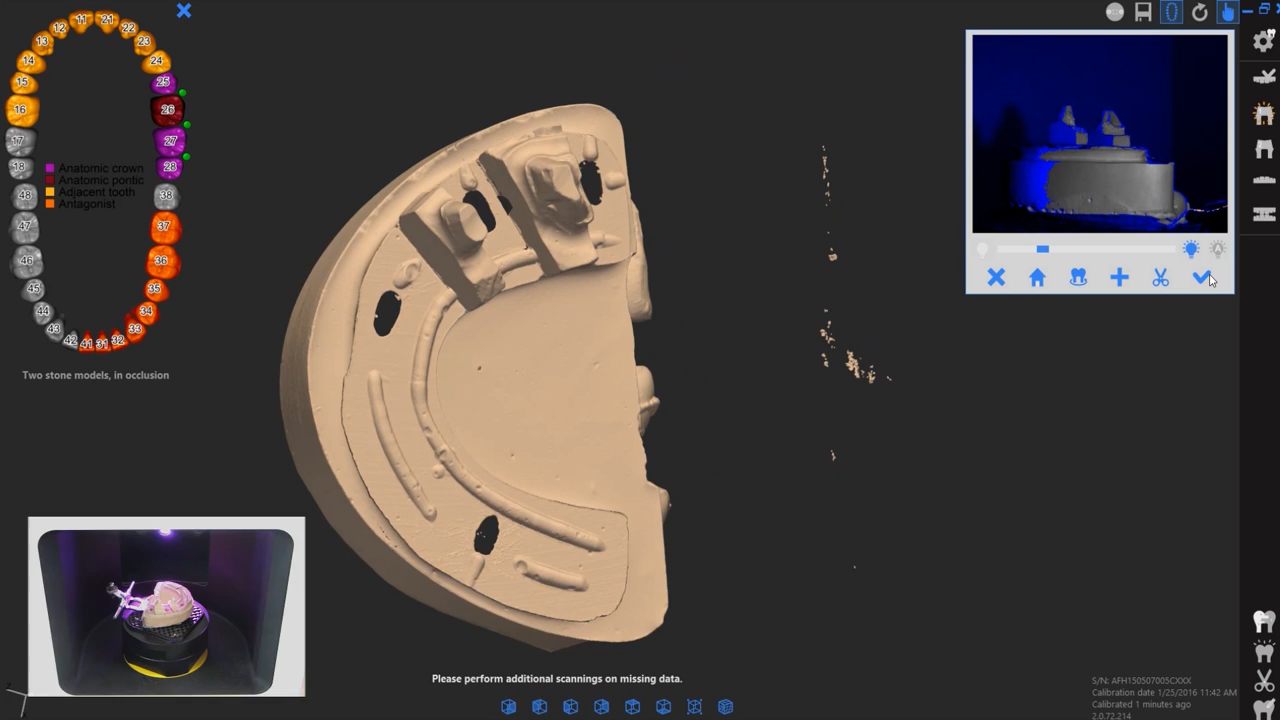 11 21
12 22
13 23
14 24
15 25
16 26
17 27
18 28
Anatomic crown
Anatomic pontic
Adjacent tooth
Antagonist
48 38
47 37
46 36
45 35
44 34
43 33
42 41 31 32
Two stone models, in occlusion
Please perform additional scannings on missing data.
S/N: AFH150507005CXXX
Calibration date 1/25/2016 11:42 AM
Calibrated 1 minutes ago
2.0.72.214